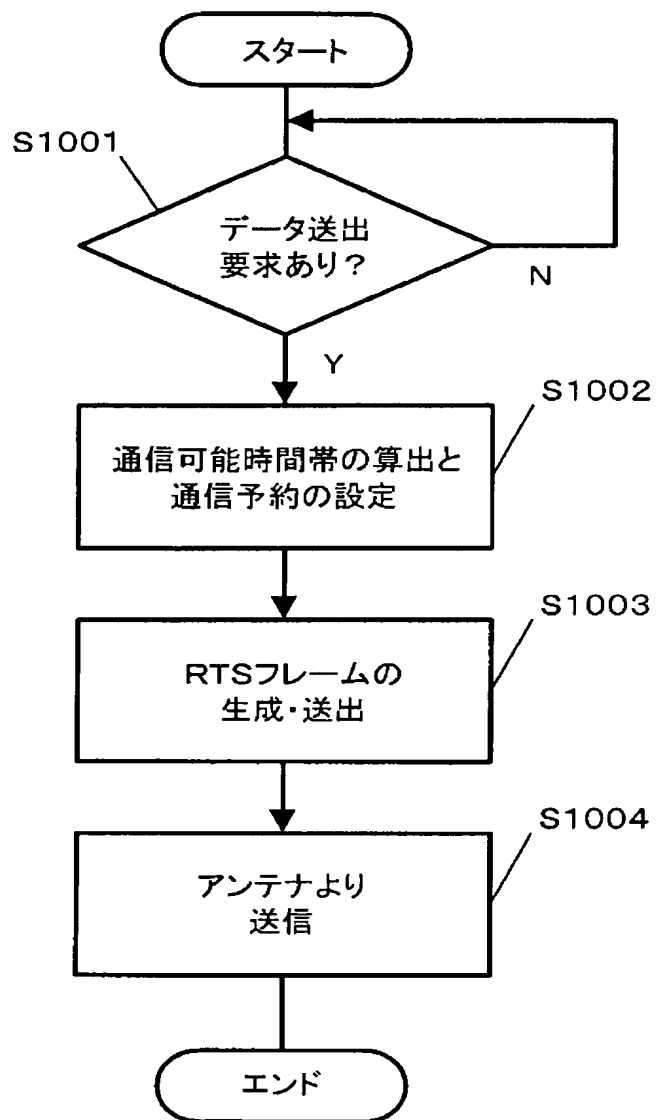 スタート
S1001
データ送出
要求あり?
N
Y
S1002
通信可能時間帯の算出と
通信予約の設定
S1003
RTSフレームの
生成・送出
S1004
アンテナより
送信
エンド